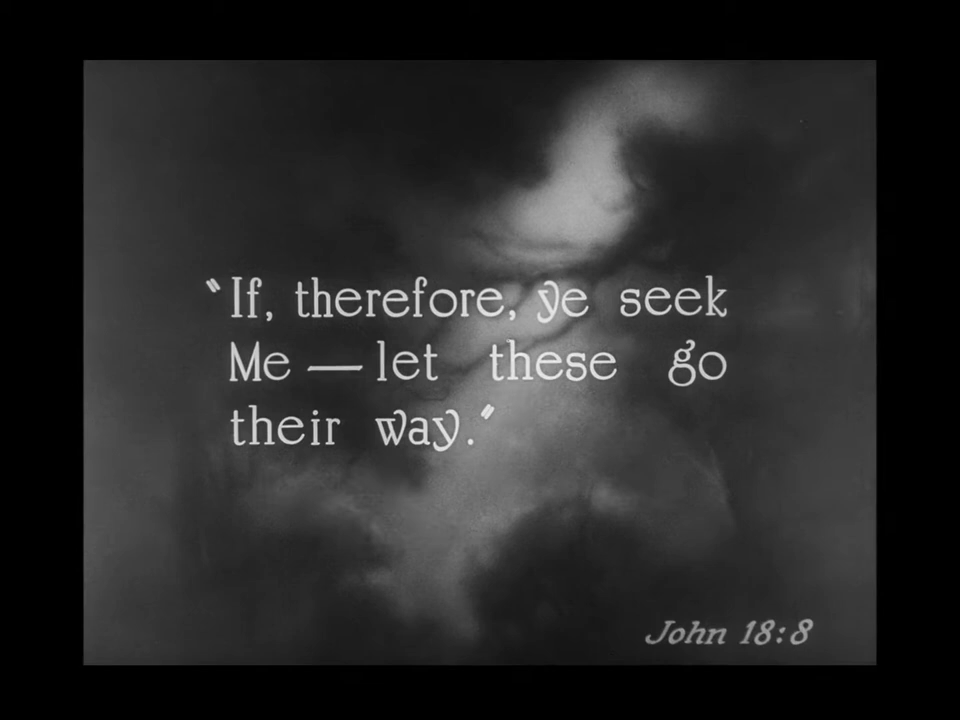 "If, therefore, ye seek
Me — let these go
their way."
John 18:8